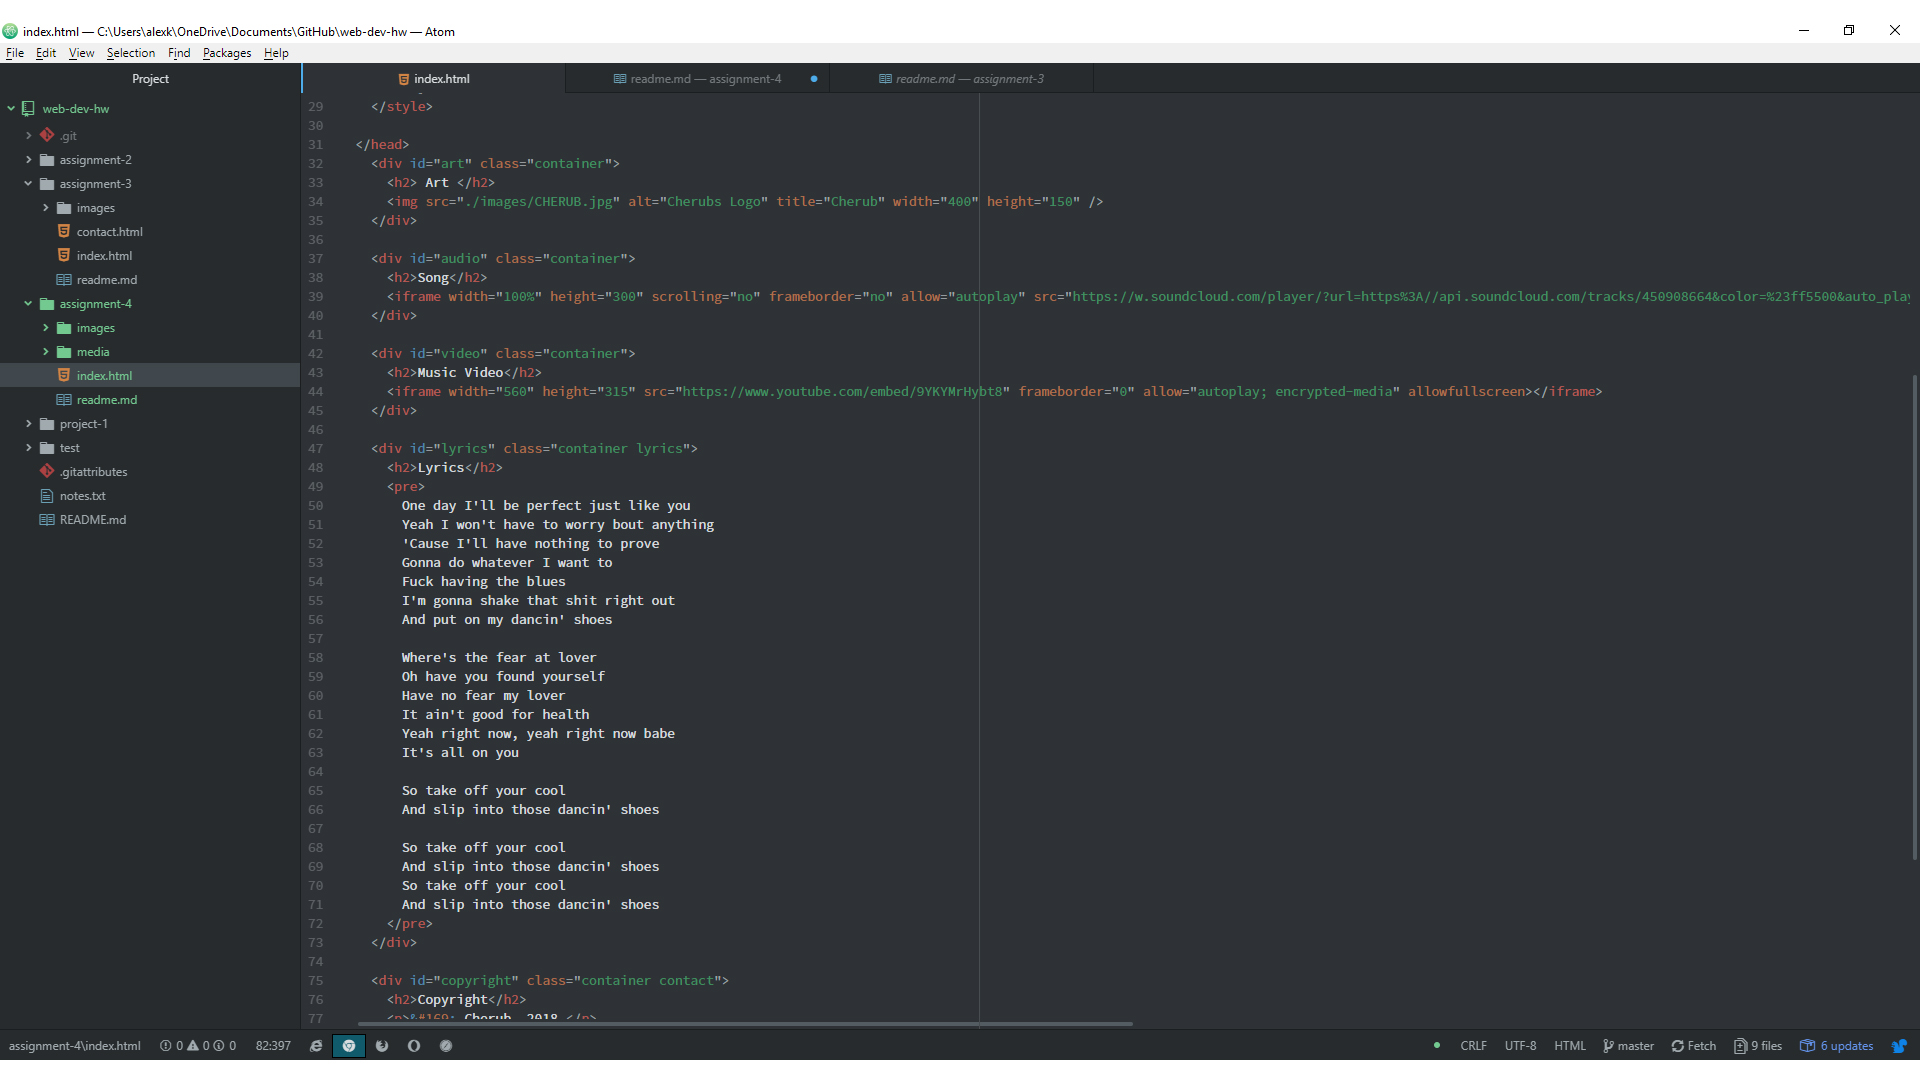 index.html — C:\Users\alexk\OneDrive\Documents\GitHub\web-dev-hw — Atom
File Edit View Selection Find Packages Help
Project
web-dev-hw
.git
assignment-2
assignment-3
images
contact.html
index.html
readme.md
assignment-4
images
media
index.html
readme.md
project-1
test
.gitattributes
notes.txt
README.md
index.html
readme.md — assignment-4
readme.md — assignment-3
29 </style>
30
31 </head>
32 <div id="art" class="container">
33 <h2> Art </h2>
34 <img src="./images/CHERUB.jpg" alt="Cherubs Logo" title="Cherub" width="400" height="150" />
35 </div>
36
37 <div id="audio" class="container">
38 <h2>Song</h2>
39 <iframe width="100%" height="300" scrolling="no" frameborder="no" allow="autoplay" src="https://w.soundcloud.com/player/?url=https%3A//api.soundcloud.com/tracks/450908664&color=%23ff5500&auto_play
40 </div>
41
42 <div id="video" class="container">
43 <h2>Music Video</h2>
44 <iframe width="560" height="315" src="https://www.youtube.com/embed/9YKYMrHybt8" frameborder="0" allow="autoplay; encrypted-media" allowfullscreen></iframe>
45 </div>
46
47 <div id="lyrics" class="container lyrics">
48 <h2>Lyrics</h2>
49 <pre>
50 One day I'll be perfect just like you
51 Yeah I won't have to worry bout anything
52 'Cause I'll have nothing to prove
53 Gonna do whatever I want to
54 Fuck having the blues
55 I'm gonna shake that shit right out
56 And put on my dancin' shoes
57
58 Where's the fear at lover
59 Oh have you found yourself
60 Have no fear my lover
61 It ain't good for health
62 Yeah right now, yeah right now babe
63 It's all on you
64
65 So take off your cool
66 And slip into those dancin' shoes
67
68 So take off your cool
69 And slip into those dancin' shoes
70 So take off your cool
71 And slip into those dancin' shoes
72 </pre>
73 </div>
74
75 <div id="copyright" class="container contact">
76 <h2>Copyright</h2>
77 <p>&#169; Cherub, 2018 </p>
assignment-4\index.html 0 0 0 82:397 CRLF UTF-8 HTML master Fetch 9 files 6 updates